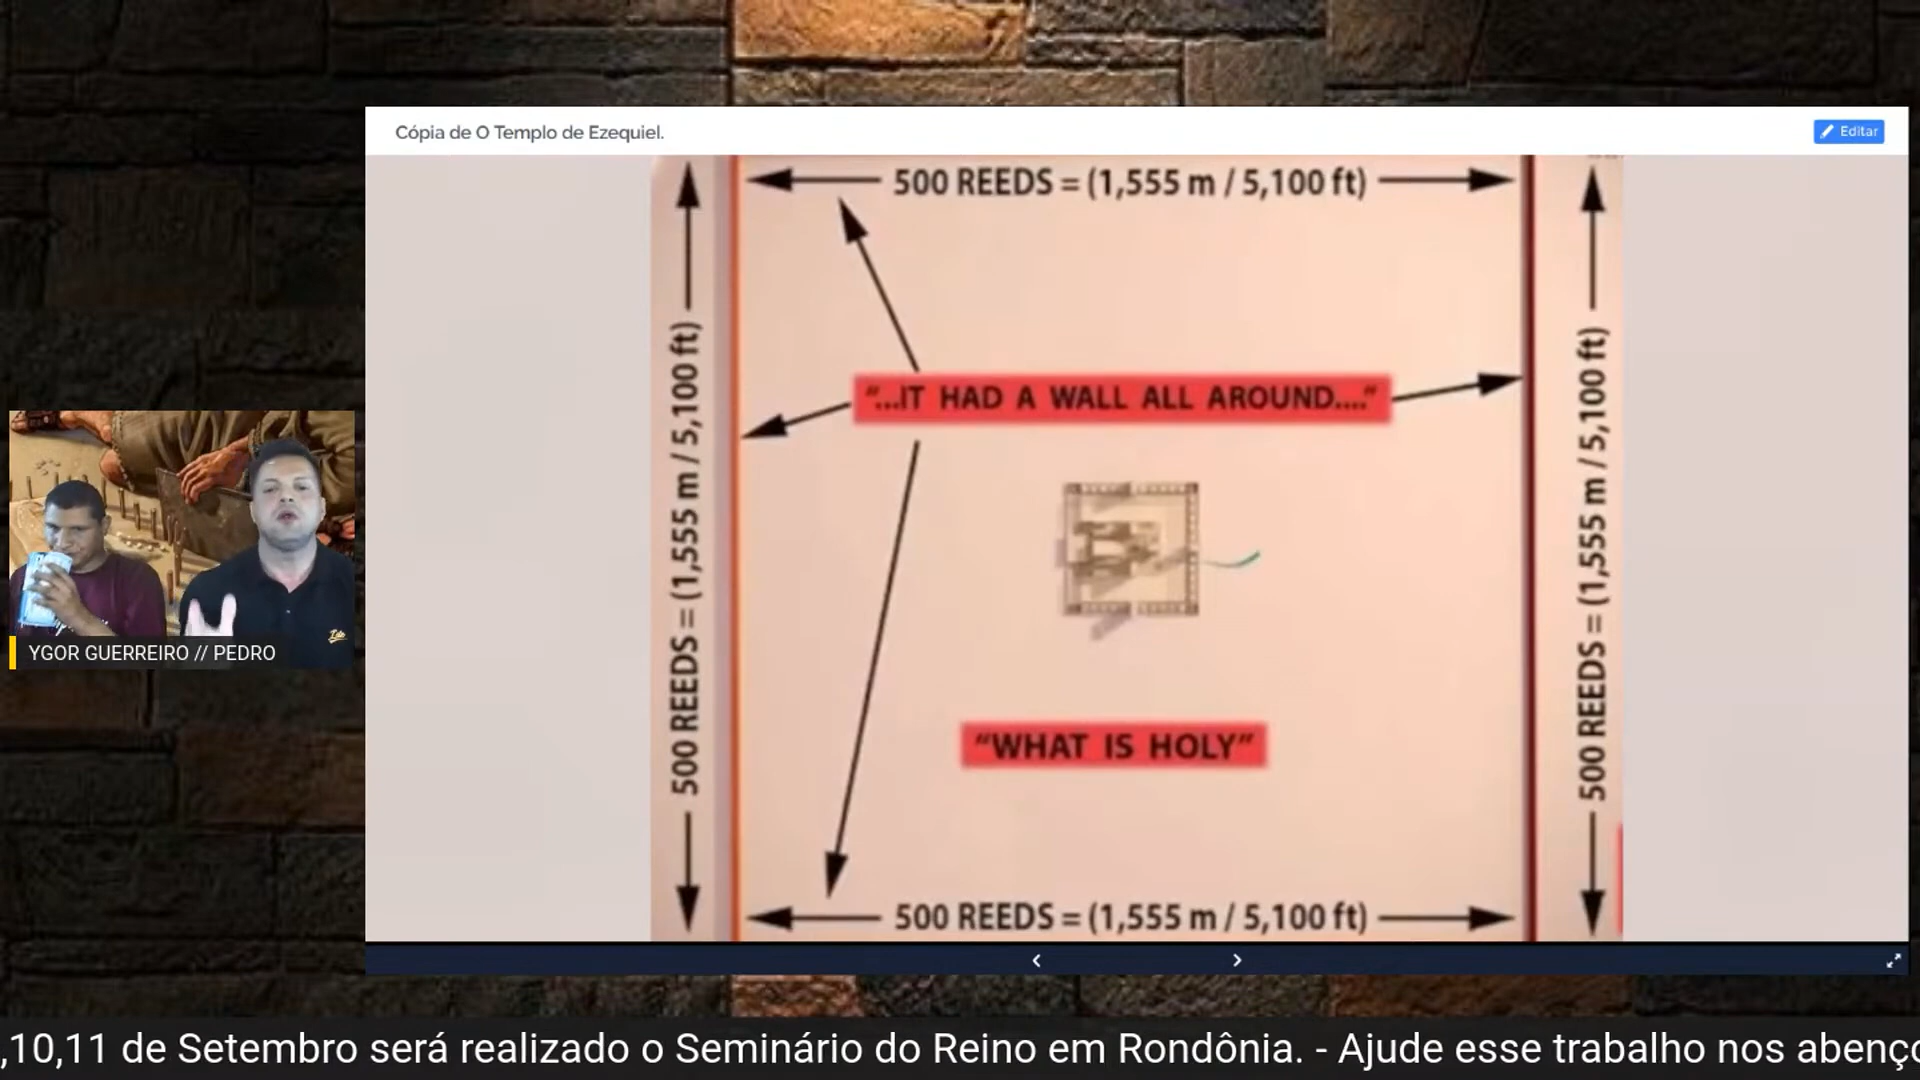 Cópia de O Templo de Ezequiel.
Editar
500 REEDS = (1,555 m / 5,100 ft)
500 REEDS = (1,555 m / 5,100 ft)
500 REEDS = (1,555 m / 5,100 ft)
"...IT HAD A WALL ALL AROUND...."
"WHAT IS HOLY"
500 REEDS = (1,555 m / 5,100 ft)
YGOR GUERREIRO // PEDRO
,10,11 de Setembro será realizado o Seminário do Reino em Rondônia. - Ajude esse trabalho nos abenço